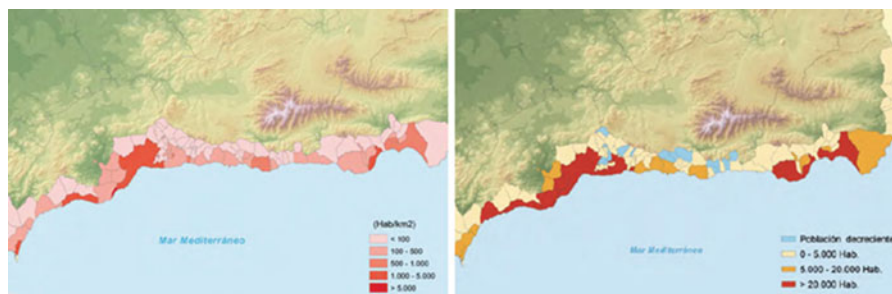 (Hab/km2)
< 100
100 - 500
500 - 1.000
1.000 - 5.000
> 5.000
Mar Mediterráneo
Población decreciente
0 - 5.000 Hab.
5.000 - 20.000 Hab.
> 20.000 Hab.
Mar Mediterráneo